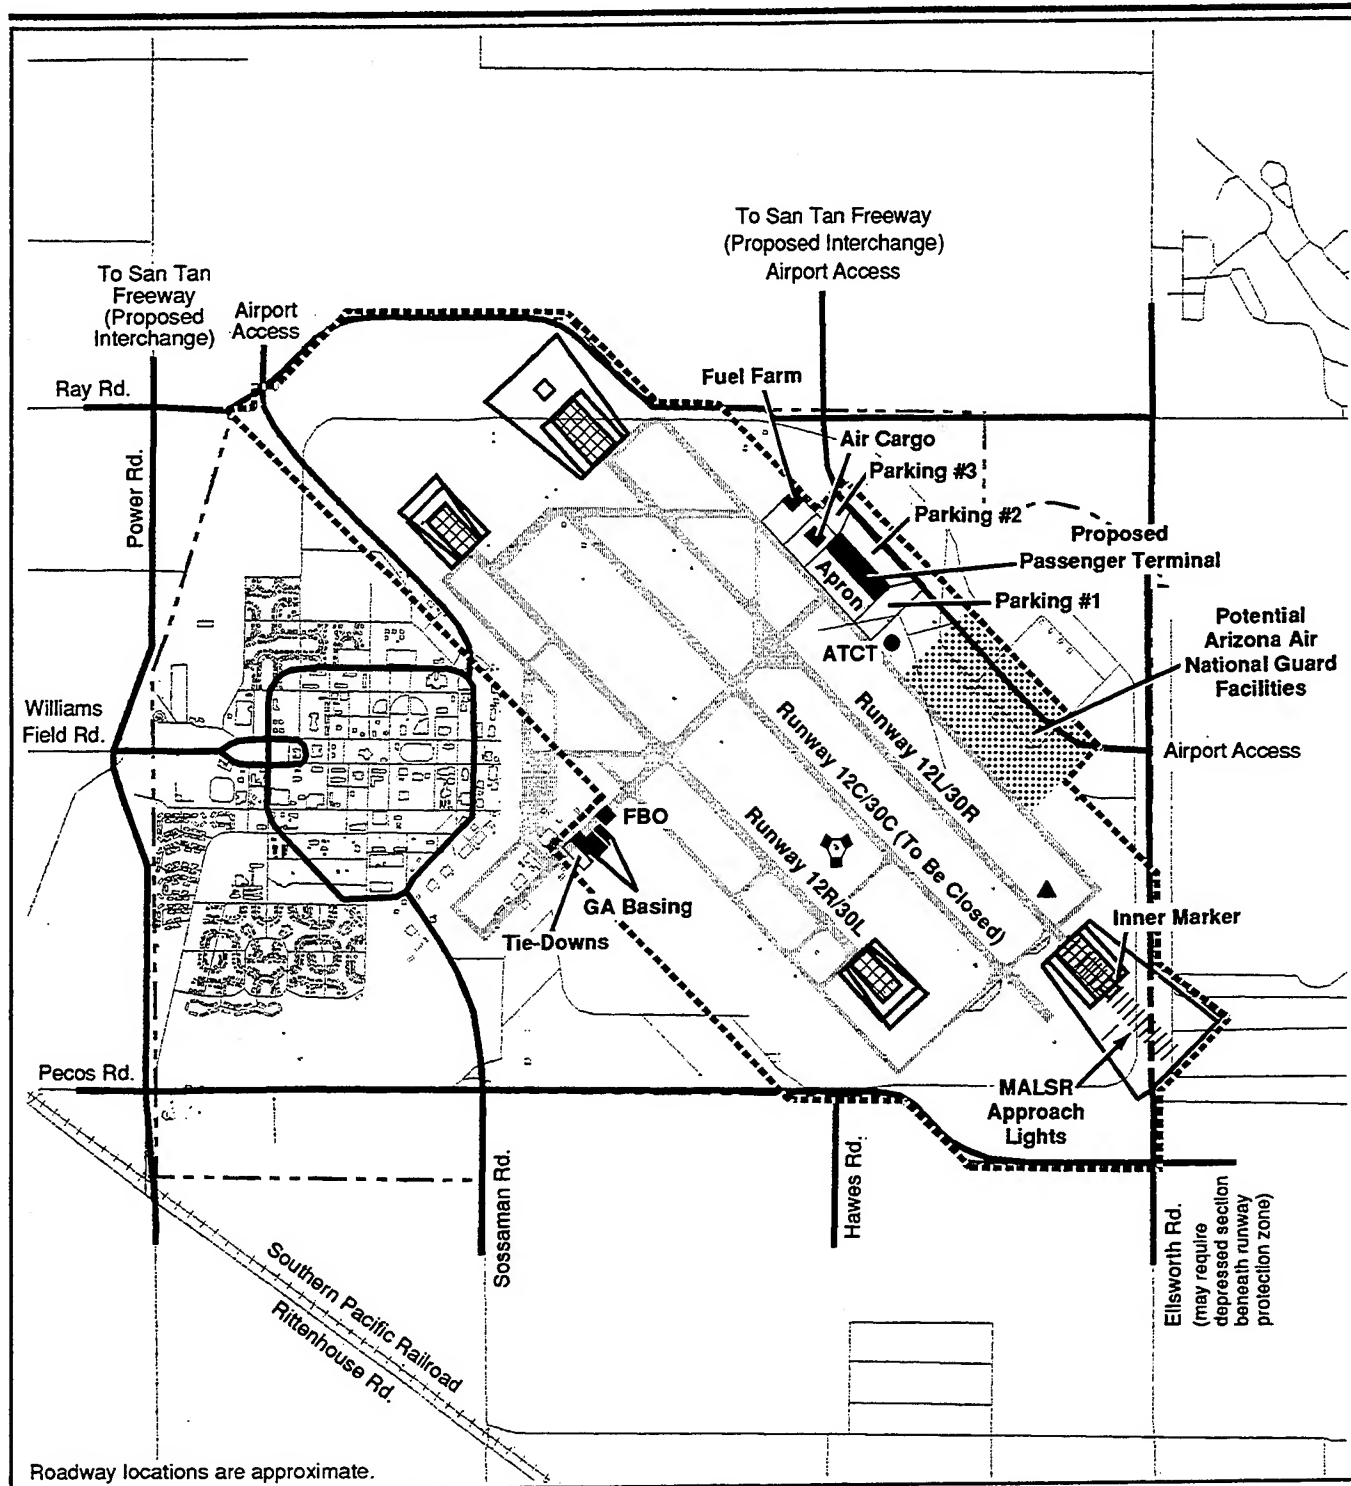 To San Tan Freeway
(Proposed Interchange)
Airport Access
To San Tan
Freeway
(Proposed
Interchange)
Airport
Access
Ray Rd.
Fuel Farm
Air Cargo
Parking #3
Parking #2
Proposed
Passenger Terminal
Apron
Parking #1
Power Rd.
ATCT
Potential
Arizona Air
National Guard
Facilities
Williams
Field Rd.
Airport Access
Runway 12L/30R
Runway 12C/30C (To Be Closed)
Runway 12R/30L
FBO
GA Basing
Tie-Downs
Inner Marker
Pecos Rd.
MALSR
Approach
Lights
Sossaman Rd.
Hawes Rd.
Ellsworth Rd.
(may require
depressed section
beneath runway
protection zone)
Southern Pacific Railroad
Rittenhouse Rd.
Roadway locations are approximate.